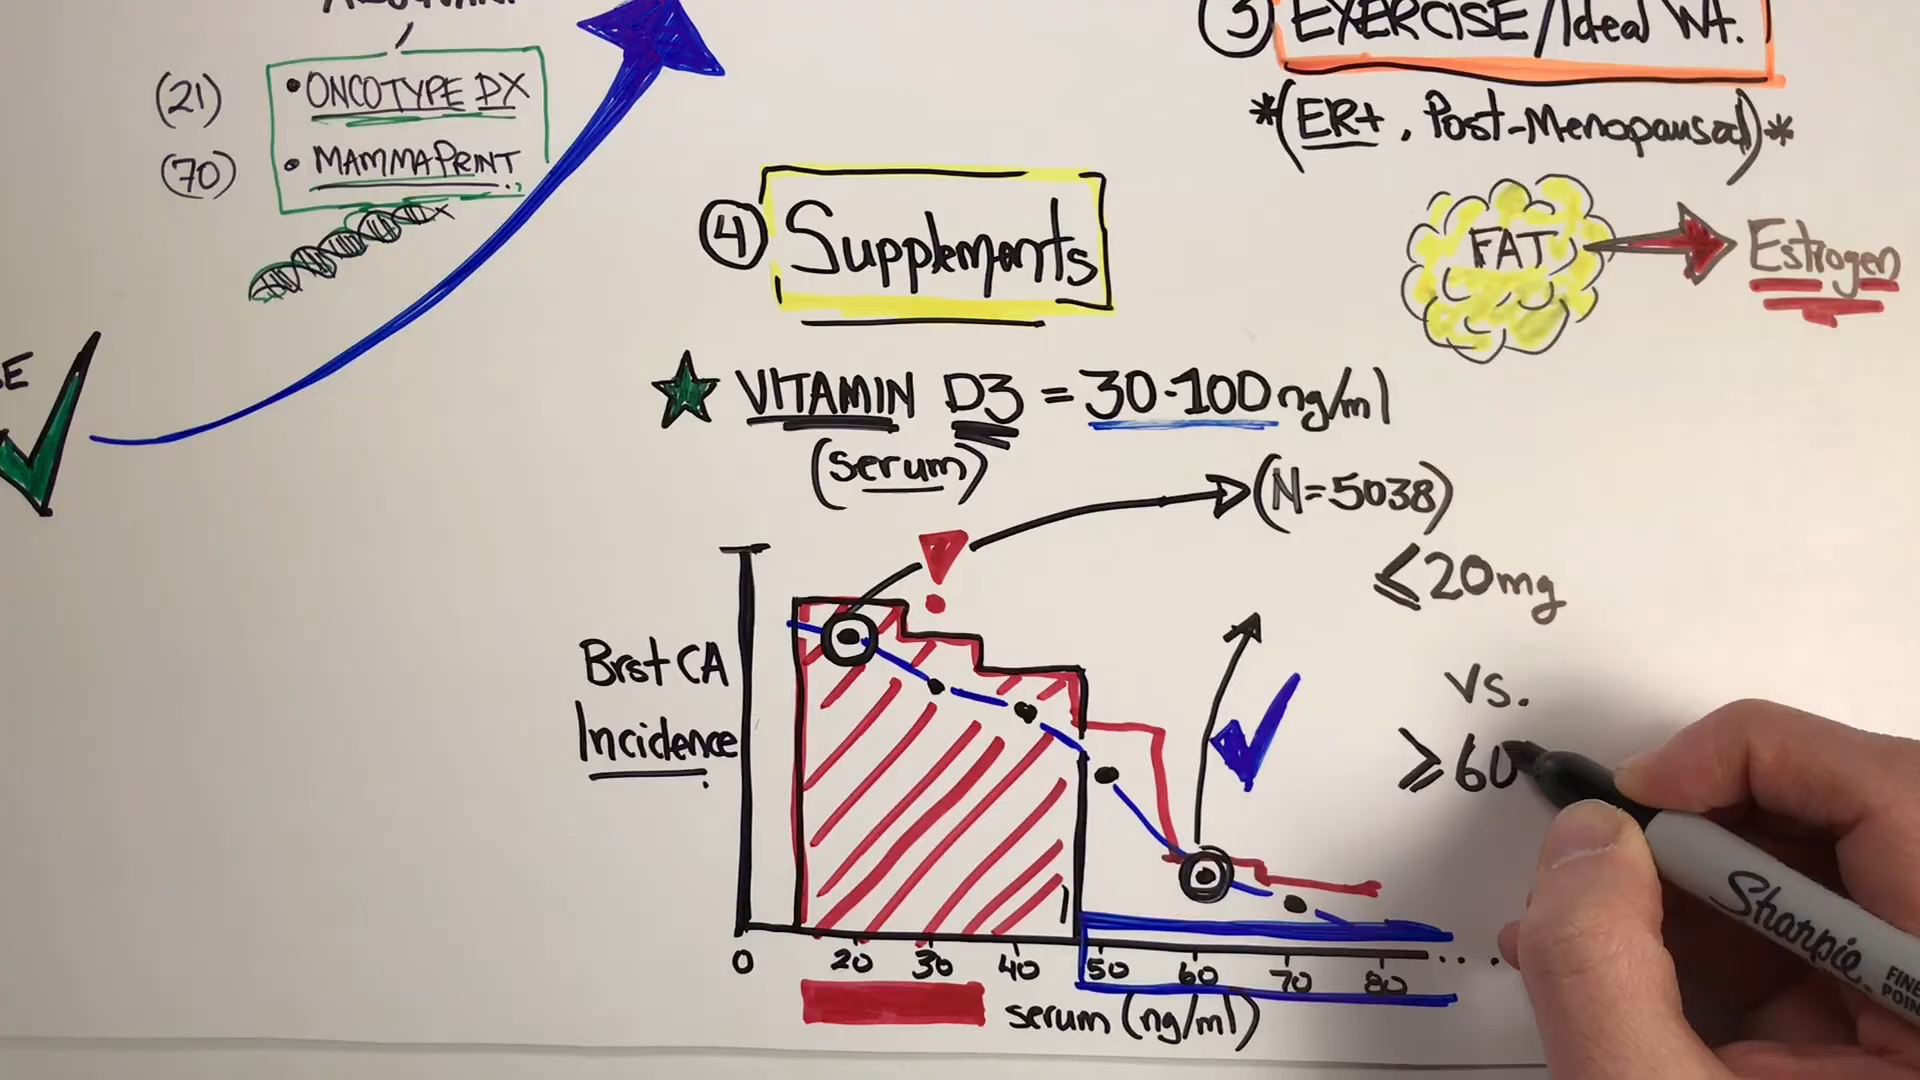 (21)
• ONCOTYPE DX
(70)
• MAMMAPRINT
③ EXERCISE/Ideal Wt.
*(ER+, Post-Menopausal)*
FAT
Estrogen
④ Supplements
VITAMIN D3 = 30-100 ng/ml
(serum)
(N=5038)
≤20mg
vs.
≥60
Brst CA
Incidence
0 20 30 40 50 60 70 80 ...
serum (ng/ml)
Sharpie
FINE